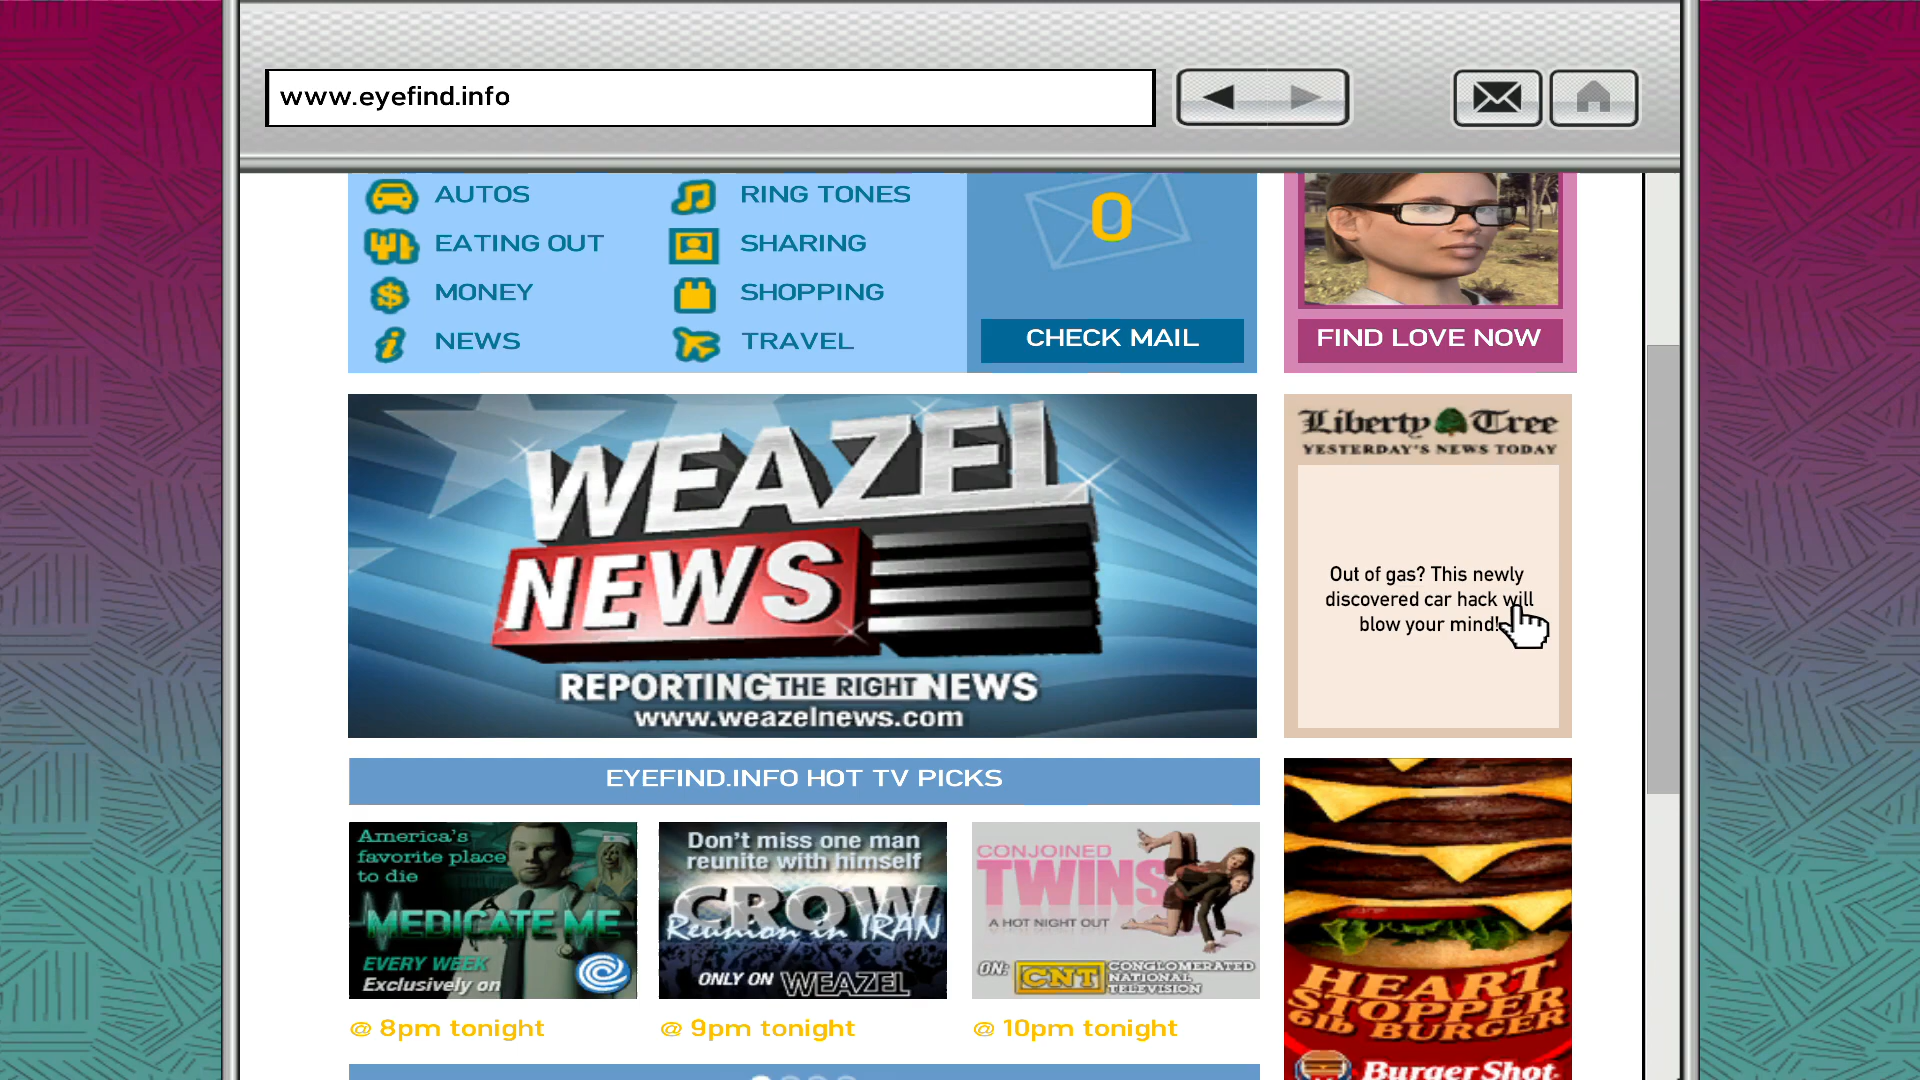 www.eyefind.info
AUTOS
EATING OUT
MONEY
NEWS
RING TONES
SHARING
SHOPPING
TRAVEL
0
CHECK MAIL
FIND LOVE NOW
WEAZEL
NEWS
REPORTING THE RIGHT NEWS
www.weazelnews.com
Liberty Tree
YESTERDAY'S NEWS TODAY
Out of gas? This newly
discovered car hack will
blow your mind!
EYEFIND.INFO HOT TV PICKS
America's
favorite place
to die
MEDICATE ME
EVERY WEEK
Exclusively on
@ 8pm tonight
Don't miss one man
reunite with himself
CROW
Reunion in IRAN
ONLY ON WEAZEL
@ 9pm tonight
CONJOINED
TWINS
A HOT NIGHT OUT
ON: CNT CONGLOMERATED
NATIONAL
TELEVISION
@ 10pm tonight
HEART
STOPPER
6lb BURGER
Burger Shot